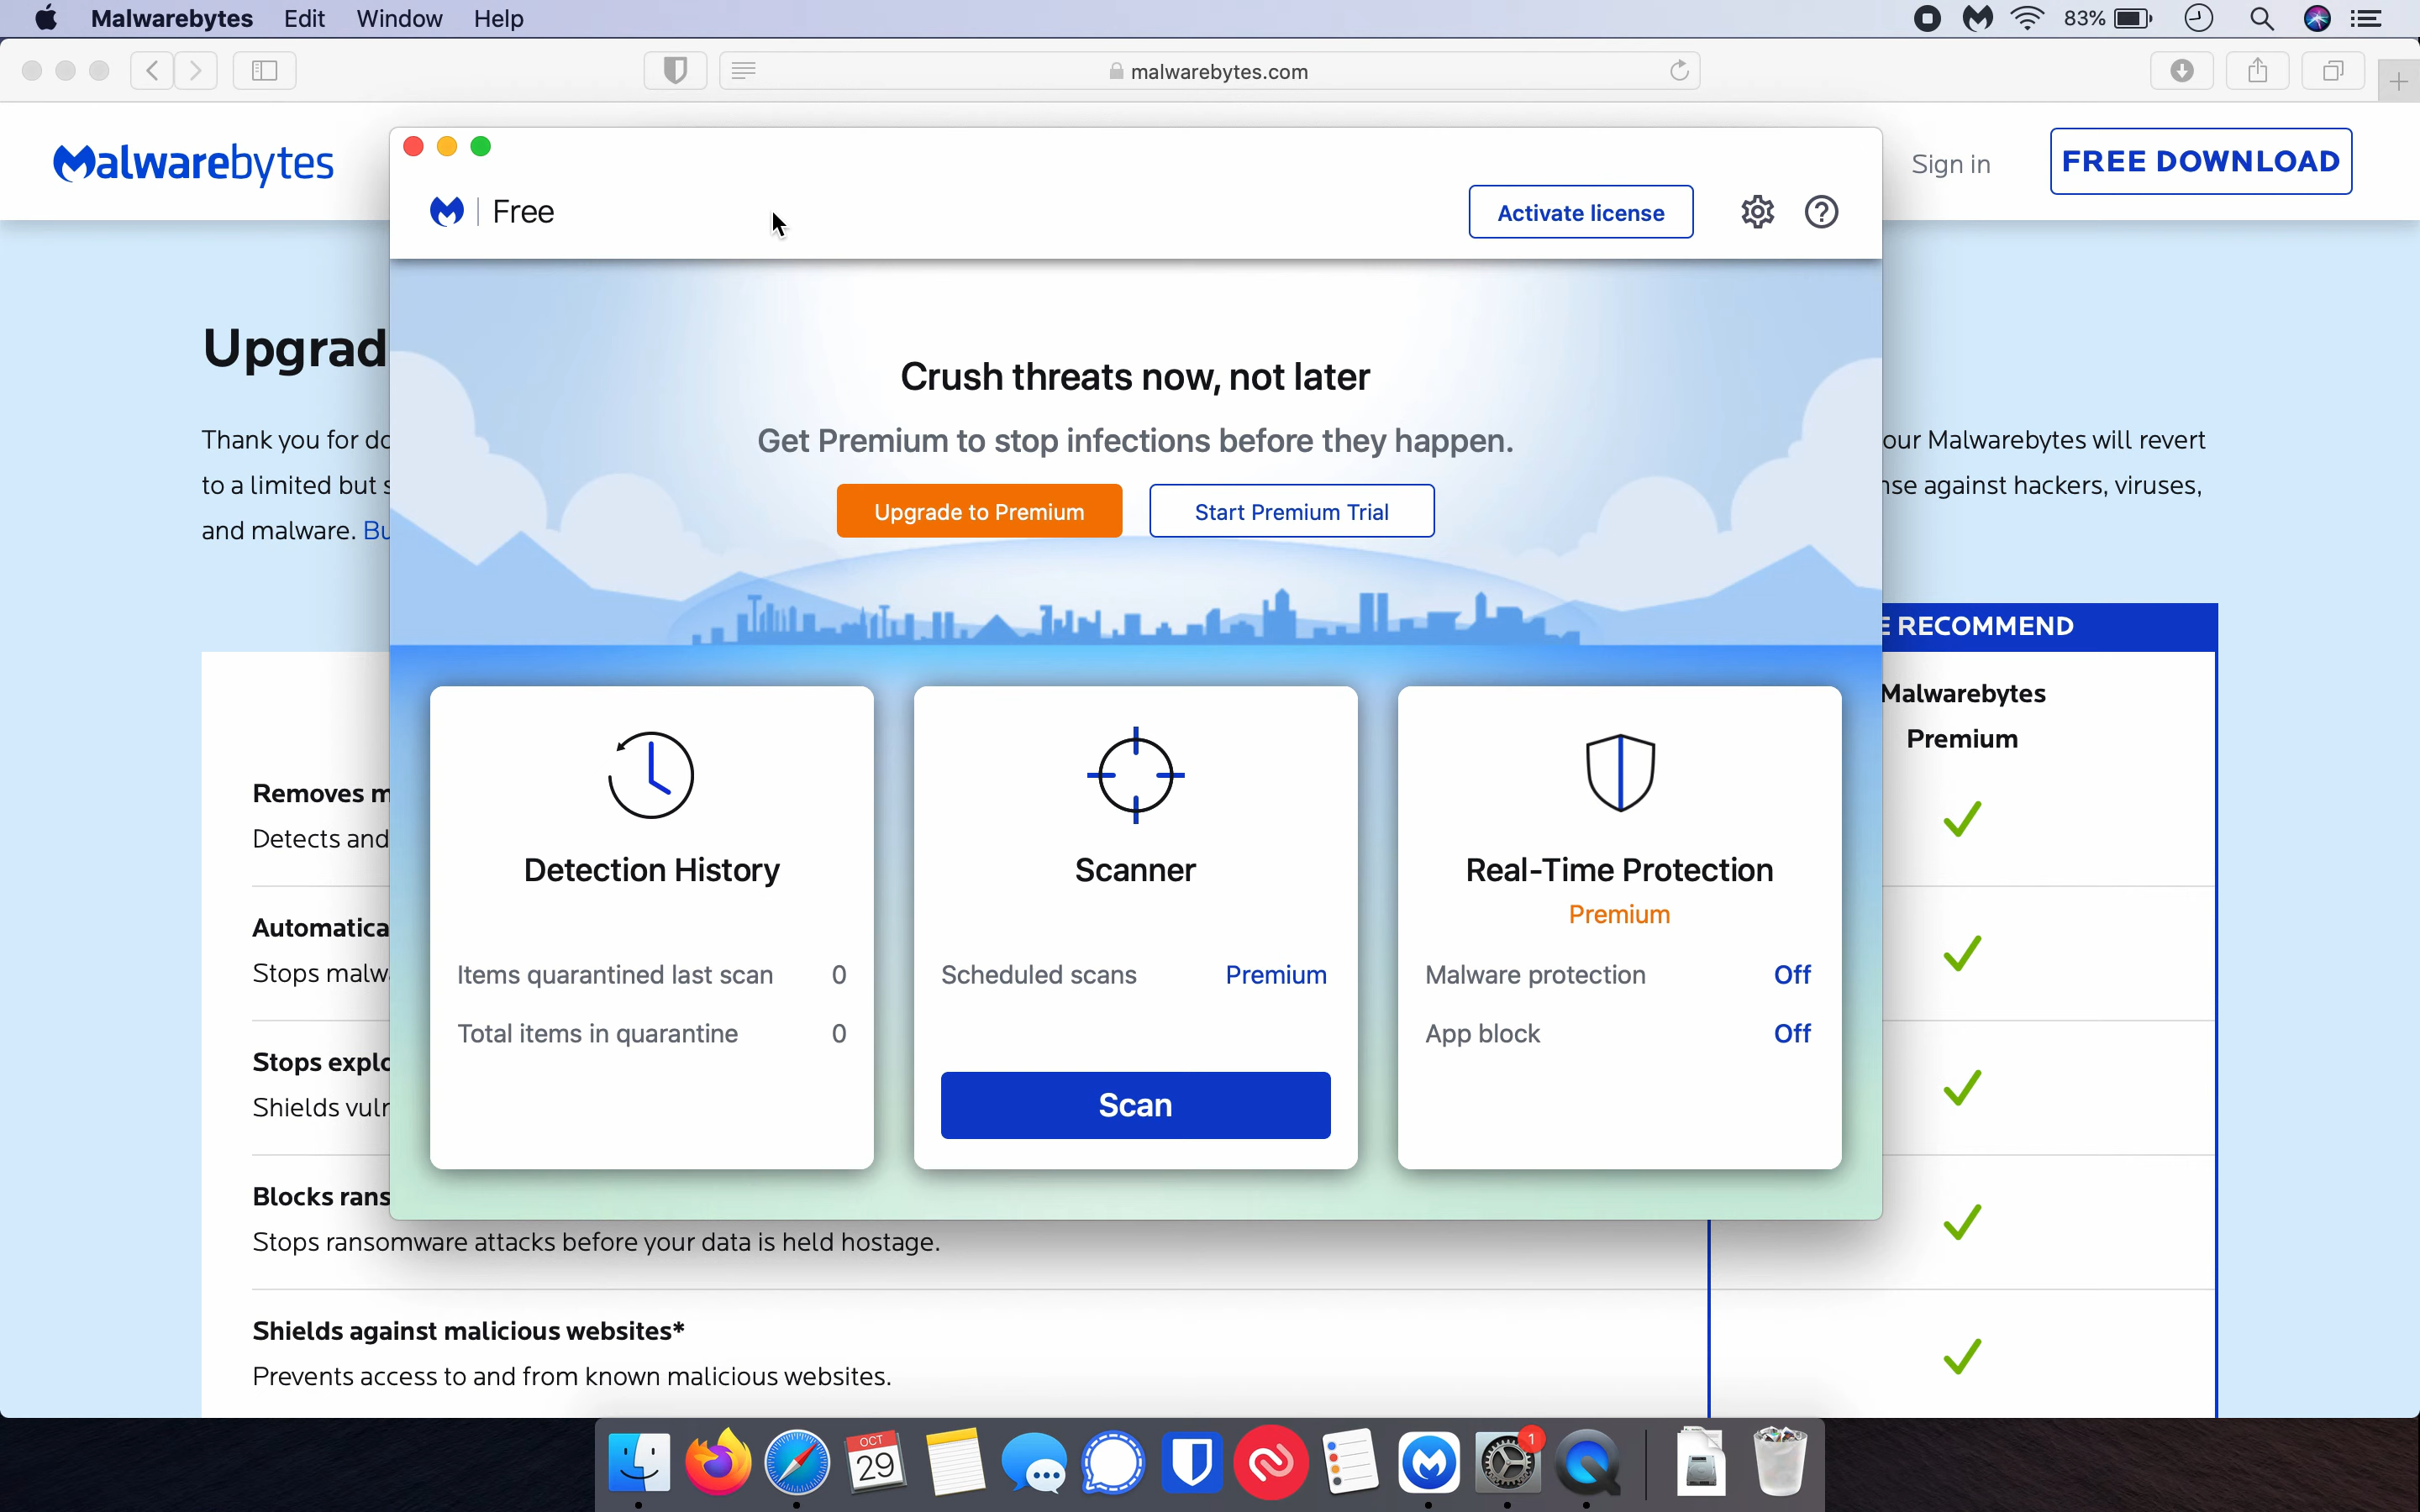 Malwarebytes Edit Window Help 83%
malwarebytes.com
Malwarebytes
Sign in
FREE DOWNLOAD
Free
Activate license
Crush threats now, not later
Get Premium to stop infections before they happen.
Upgrade to Premium
Start Premium Trial
Detection History
Items quarantined last scan 0
Total items in quarantine 0
Scanner
Scheduled scans Premium
Scan
Real-Time Protection
Premium
Malware protection Off
App block Off
Upgrad
Thank you for
our Malwarebytes will revert
to a limited but
against hackers, viruses,
and malware.
RECOMMEND
Malwarebytes
Premium
Removes
Detects and
Automatica
Stops malw
Stops explo
Shields vuln
Blocks rans
Stops ransomware attacks before your data is held hostage.
Shields against malicious websites*
Prevents access to and from known malicious websites.
OCT
29
1